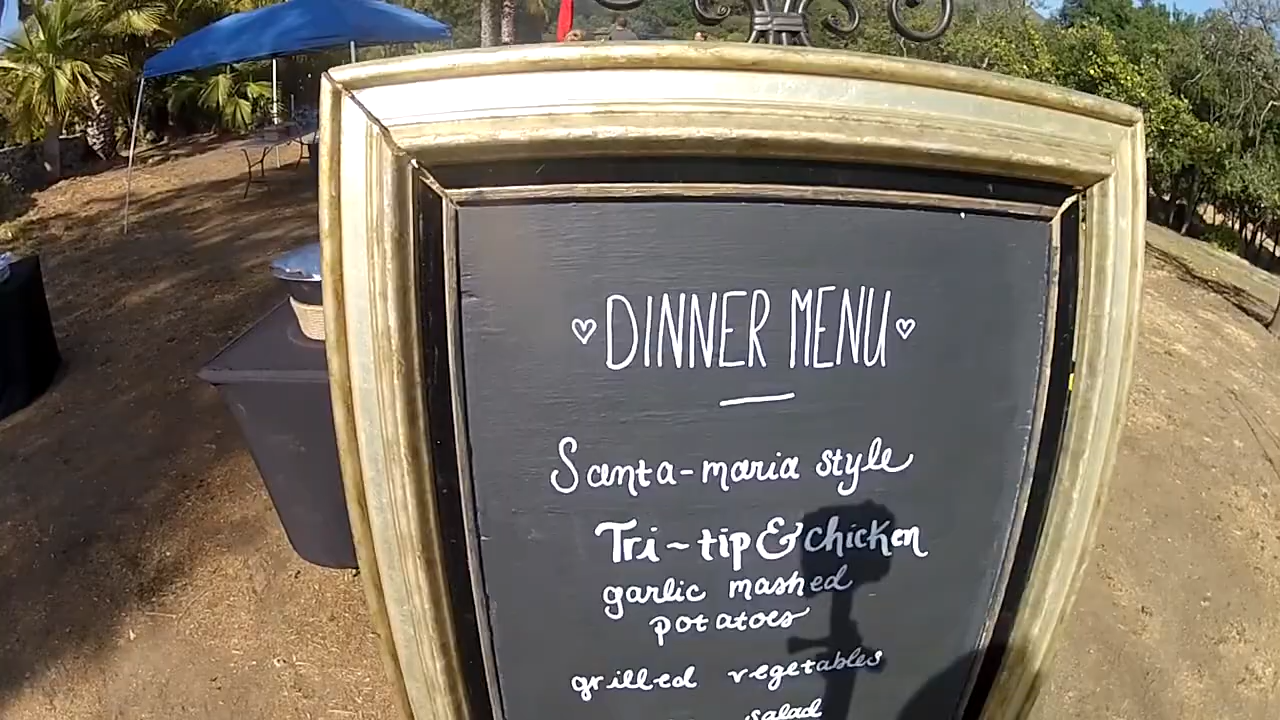 ♡DINNER MENU♡
Santa-maria style
Tri-tip & chicken
garlic mashed
potatoes
grilled vegetables
salad